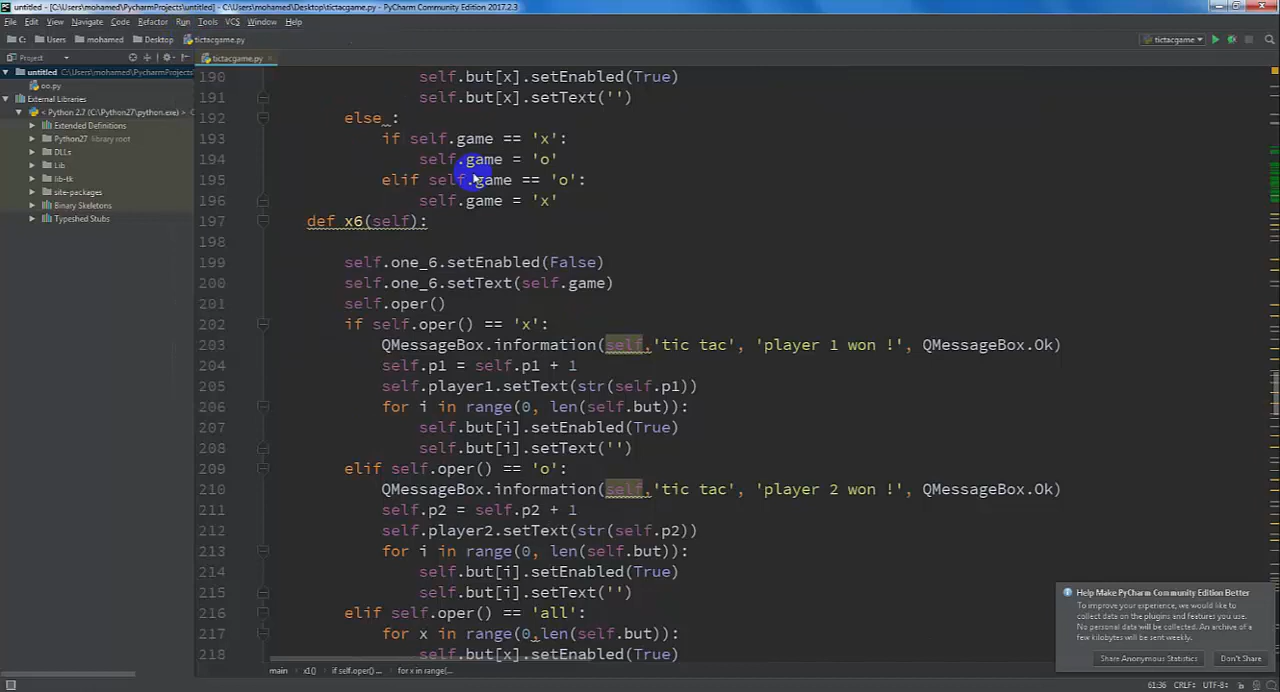 untitled - [C:\Users\mohamed\PycharmProjects\untitled] - C:\Users\mohamed\Desktop\tictacgame.py - PyCharm Community Edition 2017.2.3
File Edit View Navigate Code Refactor Run Tools VCS Window Help
C: Users mohamed Desktop tictacgame.py tictacgame
Project tictacgame.py
untitled C:\Users\mohamed\PycharmProjects
oo.py
External Libraries
< Python 2.7 (C:\Python27\python.exe) > C
Extended Definitions
Python27 library root
DLLs
Lib
lib-tk
site-packages
Binary Skeletons
Typeshed Stubs
190 self.but[x].setEnabled(True)
191 self.but[x].setText('')
192 else :
193 if self.game == 'x':
194 self.game = 'o'
195 elif self.game == 'o':
196 self.game = 'x'
197 def x6(self):
198
199 self.one_6.setEnabled(False)
200 self.one_6.setText(self.game)
201 self.oper()
202 if self.oper() == 'x':
203 QMessageBox.information(self,'tic tac', 'player 1 won !', QMessageBox.Ok)
204 self.p1 = self.p1 + 1
205 self.player1.setText(str(self.p1))
206 for i in range(0, len(self.but)):
207 self.but[i].setEnabled(True)
208 self.but[i].setText('')
209 elif self.oper() == 'o':
210 QMessageBox.information(self,'tic tac', 'player 2 won !', QMessageBox.Ok)
211 self.p2 = self.p2 + 1
212 self.player2.setText(str(self.p2))
213 for i in range(0, len(self.but)):
214 self.but[i].setEnabled(True)
215 self.but[i].setText('')
216 elif self.oper() == 'all':
217 for x in range(0,len(self.but)):
218 self.but[x].setEnabled(True)
Help Make PyCharm Community Edition Better
To improve your experience, we would like to
collect data on the plugins and features you use.
No personal data will be collected. An archive of a
few kilobytes will be sent weekly.
Share Anonymous Statistics Don't Share
main x1() if self.oper()... for x in range(...
61:36 CRLF÷ UTF-8÷